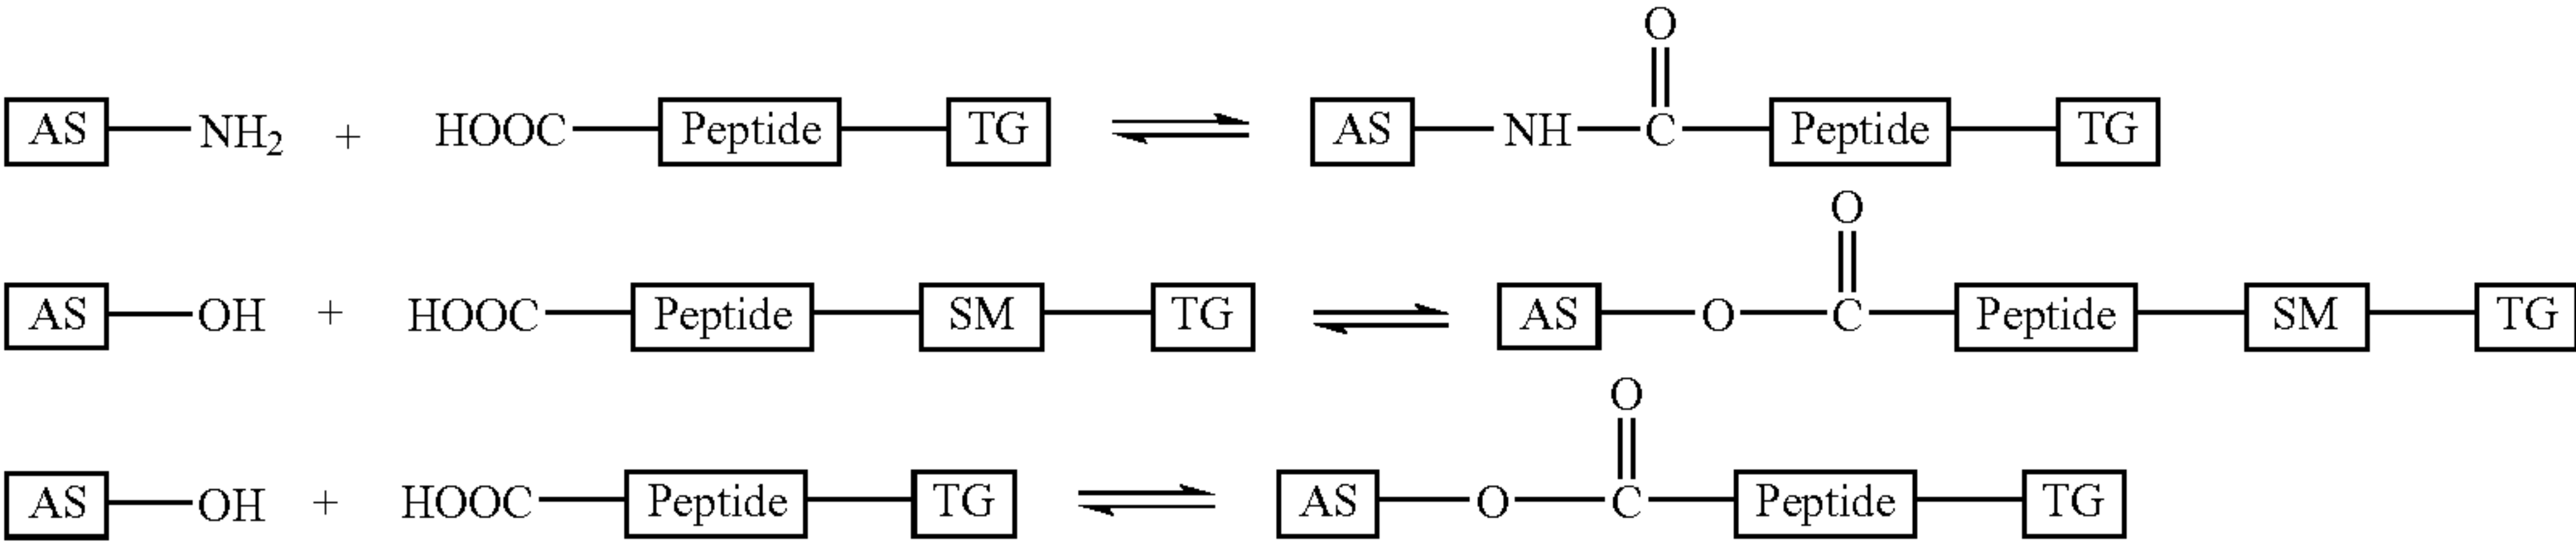 O
AS NH2 + HOOC Peptide TG ⇌ AS NH C Peptide TG
O
AS OH + HOOC Peptide SM TG ⇌ AS O C Peptide SM TG
O
AS OH + HOOC Peptide TG ⇌ AS O C Peptide TG